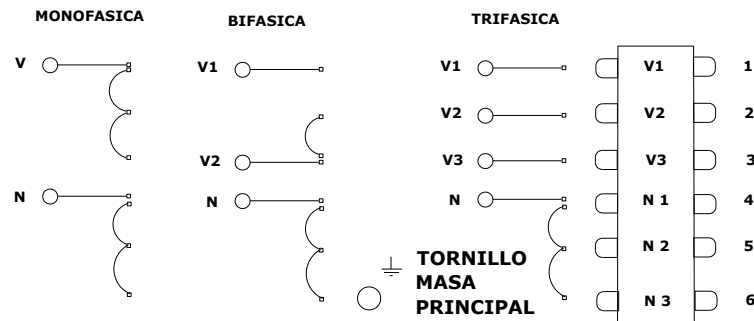 MONOFASICA
BIFASICA
TRIFASICA
V
V1
V1
V1
1
V2
V2
2
V2
V3
V3
3
N
N
N
N 1
4
N 2
5
TORNILLO
MASA
PRINCIPAL
N 3
6